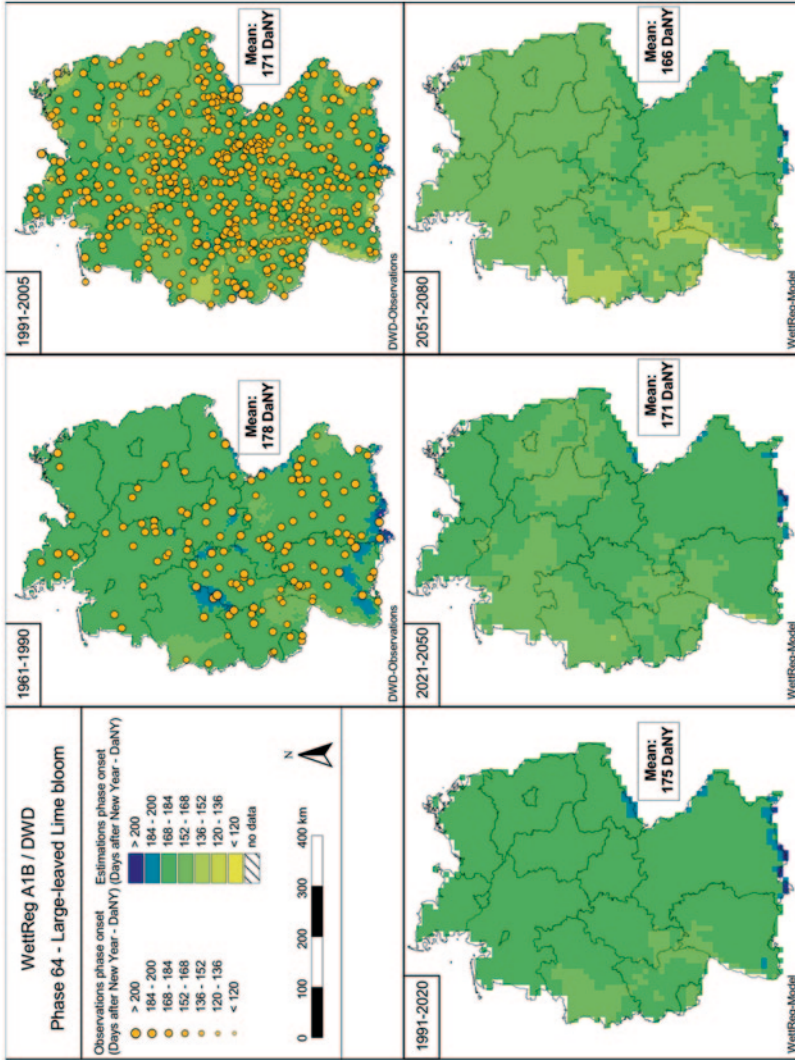 WettReg A1B / DWD
Phase 64 - Large-leaved Lime bloom
Observations phase onset
(Days after New Year - DaNY)
> 200
184 - 200
168 - 184
152 - 168
136 - 152
120 - 136
< 120
Estimations phase onset
(Days after New Year - DaNY)
> 200
184 - 200
168 - 184
152 - 168
136 - 152
120 - 136
< 120
no data
0 100 200 300 400 km
N
1961-1990
Mean:
178 DaNY
DWD-Observations
1991-2005
Mean:
171 DaNY
DWD-Observations
1991-2020
Mean:
175 DaNY
2021-2050
Mean:
171 DaNY
WettReg-Model
2051-2080
Mean:
166 DaNY
WettReg-Model